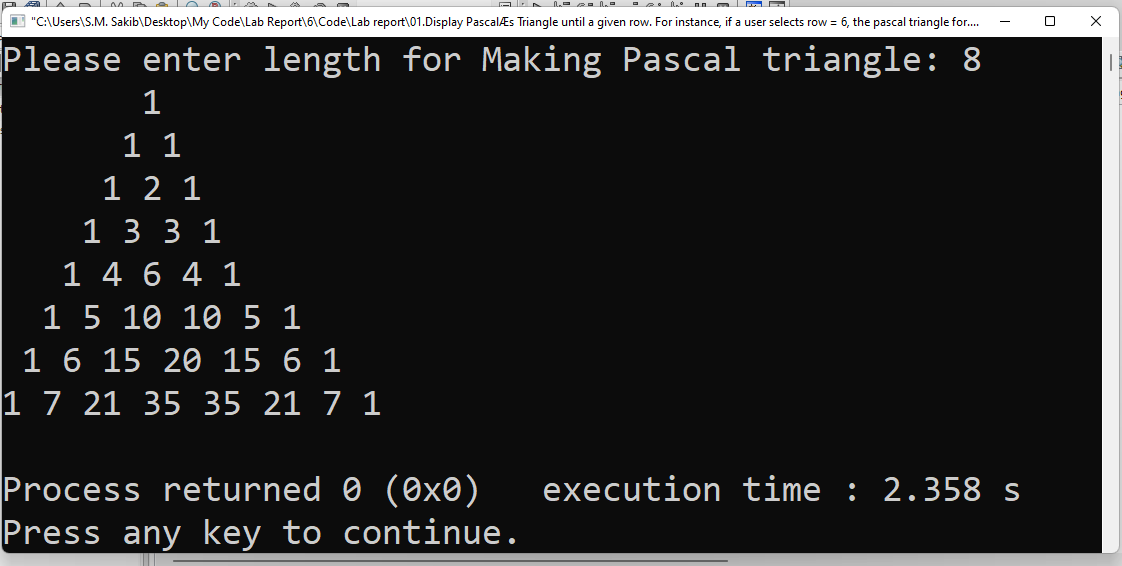 "C:\Users\S.M. Sakib\Desktop\My Code\Lab Report\6\Code\Lab report\01.Display PascalÆs Triangle until a given row. For instance, if a user selects row = 6, the pascal triangle for....
Please enter length for Making Pascal triangle: 8
       1
      1 1
     1 2 1
    1 3 3 1
   1 4 6 4 1
  1 5 10 10 5 1
 1 6 15 20 15 6 1
1 7 21 35 35 21 7 1
Process returned 0 (0x0)   execution time : 2.358 s
Press any key to continue.